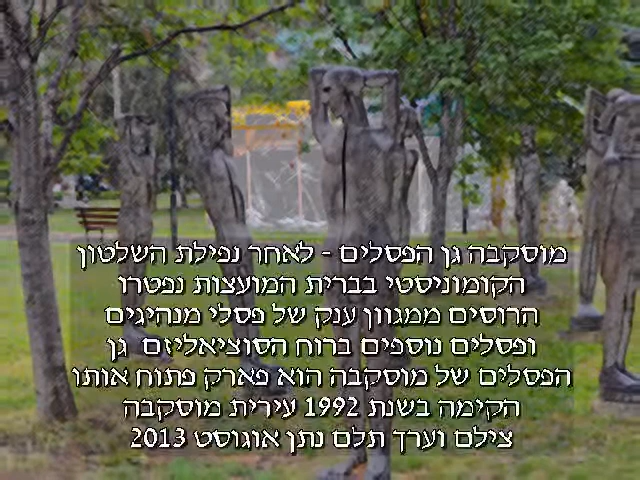 מוסקבה גן הפסלים - לאחר נפילת השלטון
הקומוניסטי בברית המועצות נפטרו
הרוסים ממגוון ענק של פסלי מנהיגים
ופסלים נוספים ברוח הסוציאליזם גן
הפסלים של מוסקבה הוא פארק פתוח אותו
הקימה בשנת 1992 עירית מוסקבה
צילם וערך תלם נתן אוגוסט 2013